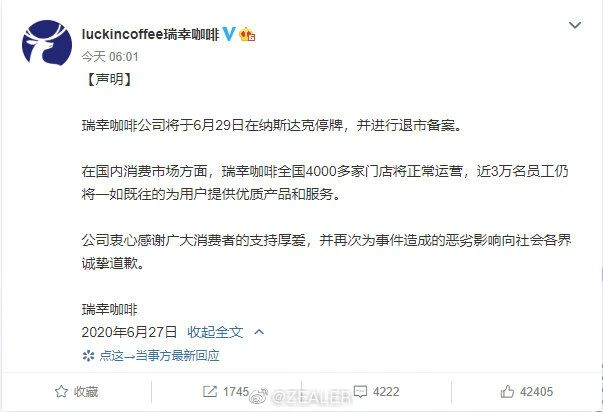 luckincoffee瑞幸咖啡
今天 06:01
【声明】
瑞幸咖啡公司将于6月29日在纳斯达克停牌，并进行退市备案。
在国内消费市场方面，瑞幸咖啡全国4000多家门店将正常运营，近3万名员工仍
将一如既往的为用户提供优质产品和服务。
公司衷心感谢广大消费者的支持厚爱，并再次为事件造成的恶劣影响向社会各界
诚挚道歉。
瑞幸咖啡
2020年6月27日 收起全文
点这→当事方最新回应
收藏 1745 4222 42405
@ZEALER